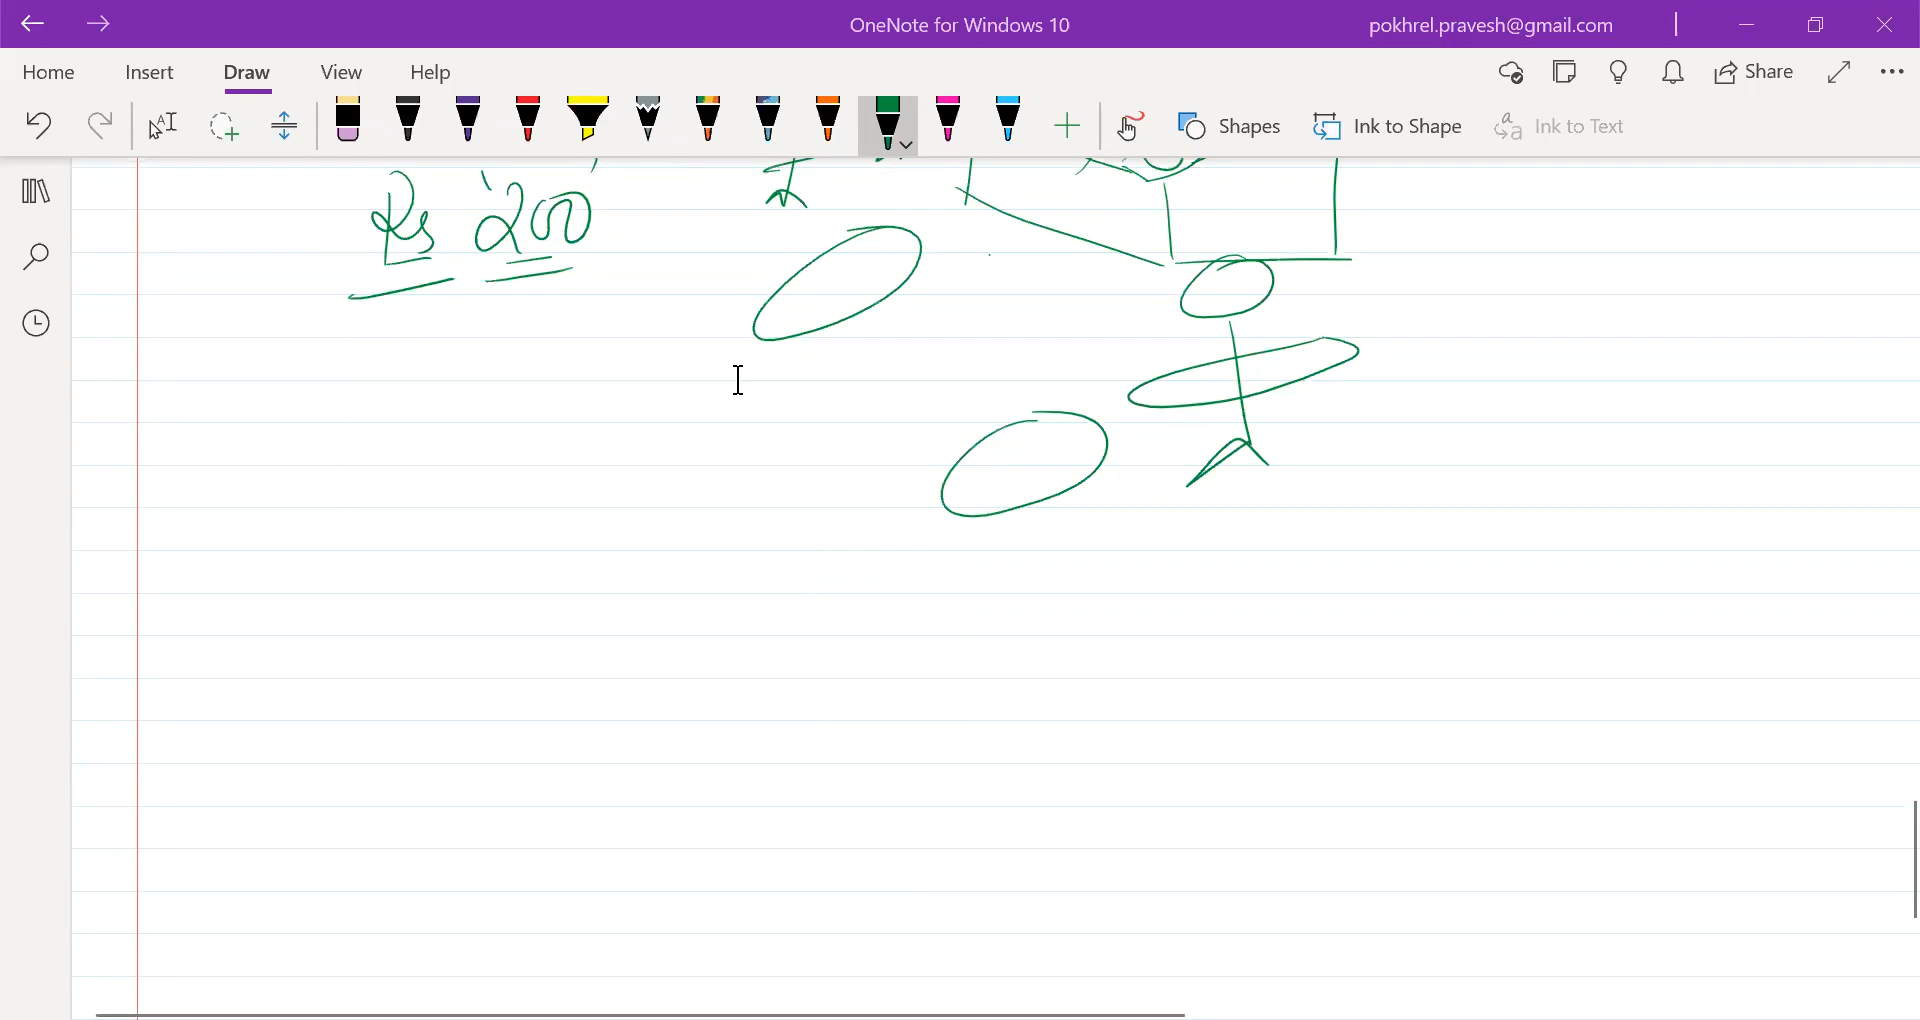 OneNote for Windows 10
pokhrel.pravesh@gmail.com
Home Insert Draw View Help
Share
Shapes Ink to Shape Ink to Text
Rs 200